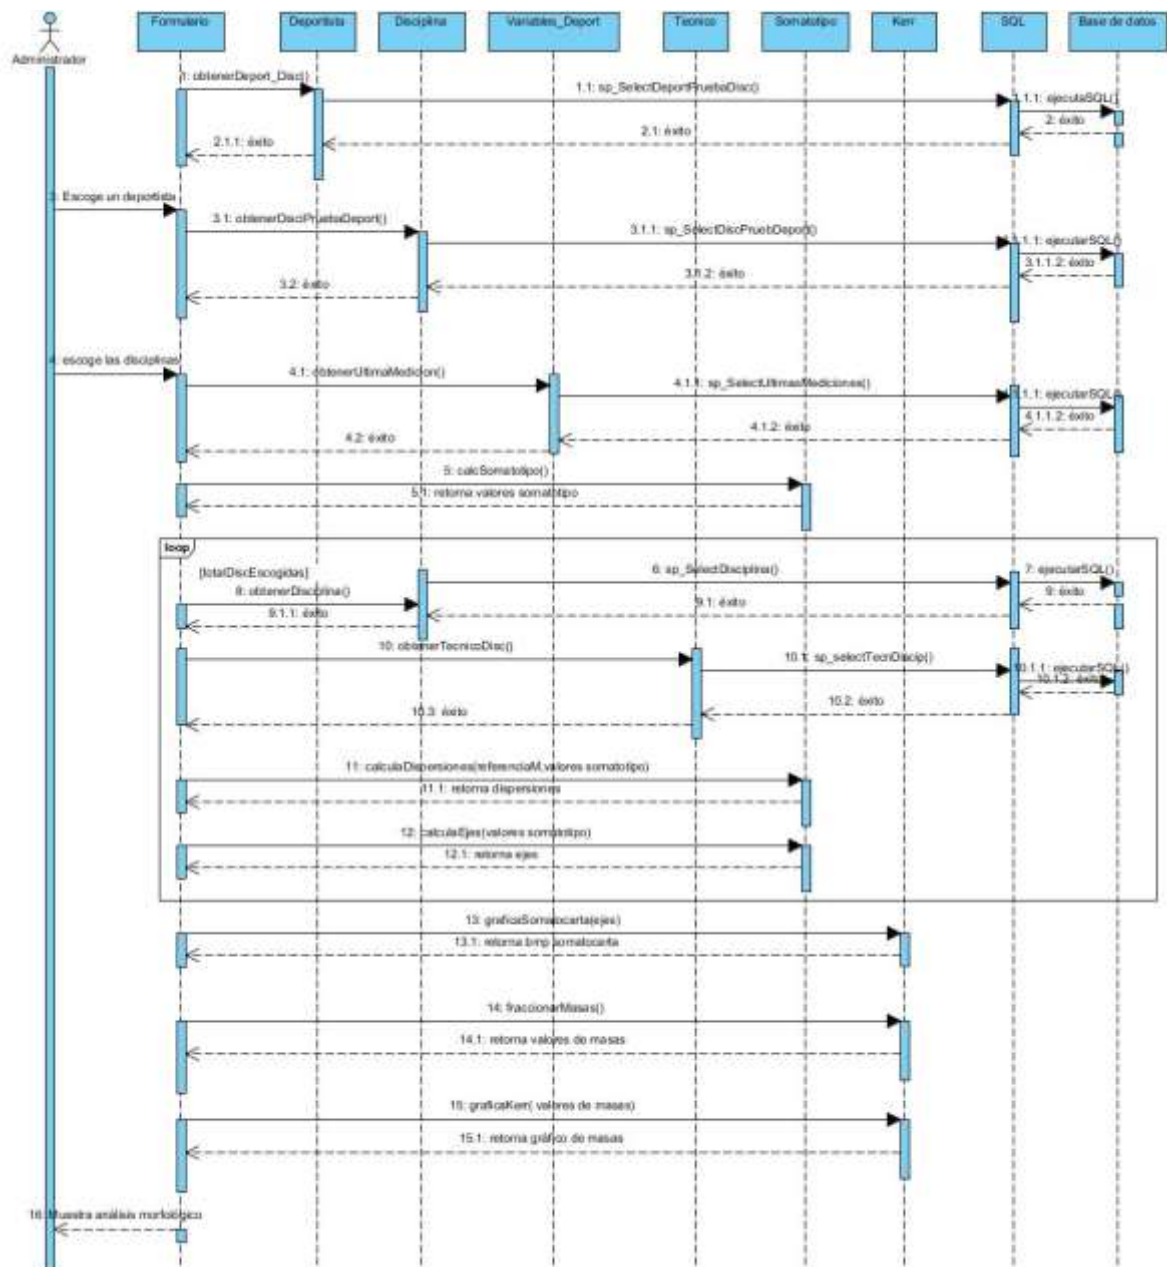 Formulario
Deportista
Disciplina
Variables_Deport
Tecnico
Somatotipo
Kerr
SQL
Base de datos
Administrador
1: obtenerDeport_Disc()
1.1: sp_SelectDeportPruebaDisc()
1.1.1: ejecutaSQL()
2: éxito
2.1: éxito
2.1.1: éxito
3: Escoge un deportista
3.1: obtenerDisciPruebaDeport()
3.1.1: sp_SelectDiscPruebDeport()
1.1.1: ejecutarSQL()
3.1.1.2: éxito
3.1.2: éxito
3.2: éxito
4: escoge las disciplinas
4.1: obtenerUltimaMedicion()
4.1.1: sp_SelectUltimasMediciones()
1.1.1: ejecutarSQL()
4.1.1.2: éxito
4.1.2: éxito
4.2: éxito
5: calcSomatotipo()
5.1: retorna valores somatotipo
loop
[totalDiscEscogidas]
6: sp_SelectDisciplina()
7: ejecutarSQL()
8: obtenerDisciplina()
9: éxito
9.1: éxito
9.1.1: éxito
10: obtenerTecnicoDisc()
10.1: sp_selectTecnDiscip()
10.1.1: ejecutarSQL()
10.1.2: éxito
10.2: éxito
10.3: éxito
11: calculaDispersiones(referenciaM,valores somatotipo)
11.1: retorna dispersiones
12: calculaEjes(valores somatotipo)
12.1: retorna ejes
13: graficaSomatocarta(ejes)
13.1: retorna bmp somatocarta
14: fraccionarMasas()
14.1: retorna valores de masas
15: graficaKerr( valores de masas)
15.1: retorna gráfico de masas
16: Muestra análisis morfológico